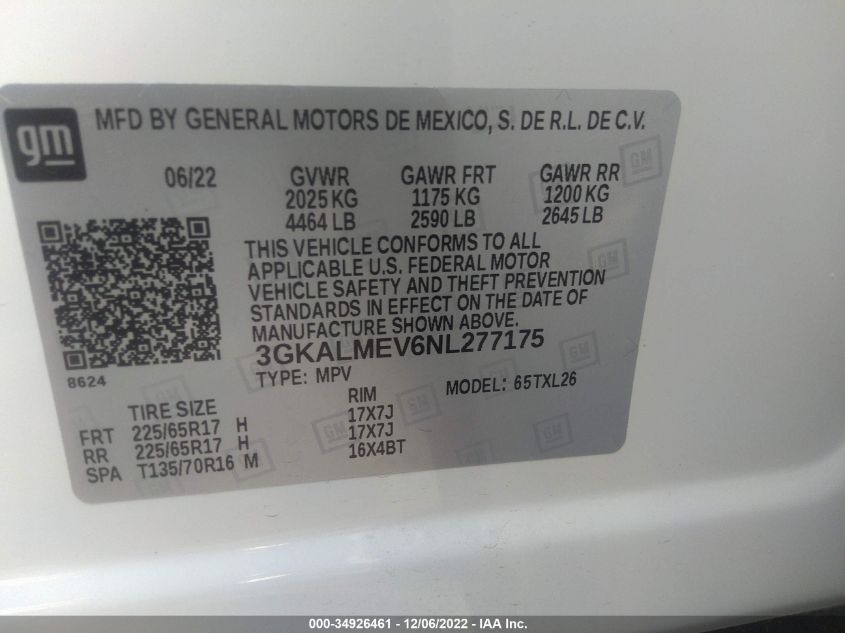 gm
MFD BY GENERAL MOTORS DE MEXICO, S. DE R.L. DE C.V.
06/22 GVWR GAWR FRT GAWR RR
2025 KG 1175 KG 1200 KG
4464 LB 2590 LB 2645 LB
THIS VEHICLE CONFORMS TO ALL
APPLICABLE U.S. FEDERAL MOTOR
VEHICLE SAFETY AND THEFT PREVENTION
STANDARDS IN EFFECT ON THE DATE OF
MANUFACTURE SHOWN ABOVE.
3GKALMEV6NL277175
8624 TYPE: MPV MODEL: 65TXL26
TIRE SIZE RIM
FRT 225/65R17 H 17X7J
RR 225/65R17 H 17X7J
SPA T135/70R16 M 16X4BT
000-34926461 - 12/06/2022 - IAA Inc.